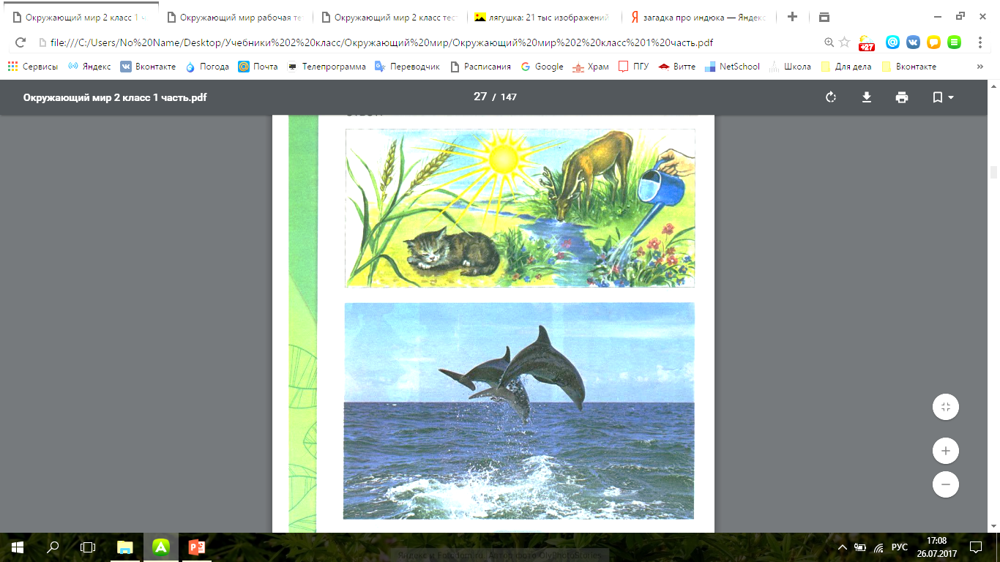 Окружающий мир 2 класс 1 ч
Окружающий мир рабочая те
Окружающий мир 2 класс тес
лягушка: 21 тыс изображений
загадка про индюка — Яндекс
file:///C:/Users/No%20Name/Desktop/Учебники%202%20класс/Окружающий%20мир/Окружающий%20мир%202%20класс%201%20часть.pdf
+27
Сервисы Яндекс Вконтакте Погода Почта Телепрограмма Переводчик Расписания Google Храм ПГУ Витте NetSchool Школа Для дела Вконтакте »
Окружающий мир 2 класс 1 часть.pdf
27 / 147
РУС
17:08
26.07.2017